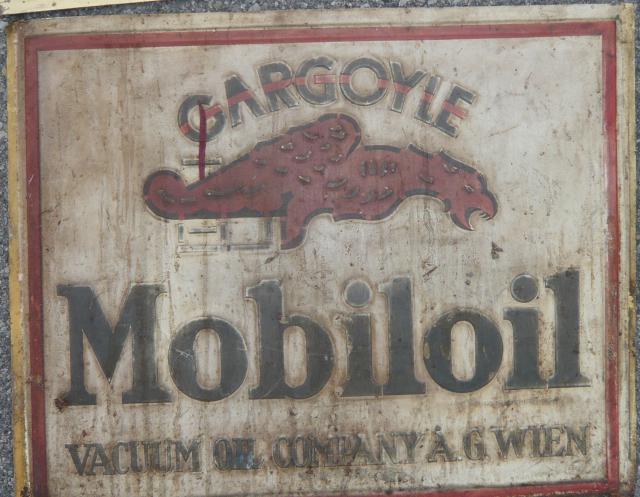 GARGOYLE
Mobiloil
VACUUM OIL COMPANY A.G. WIEN